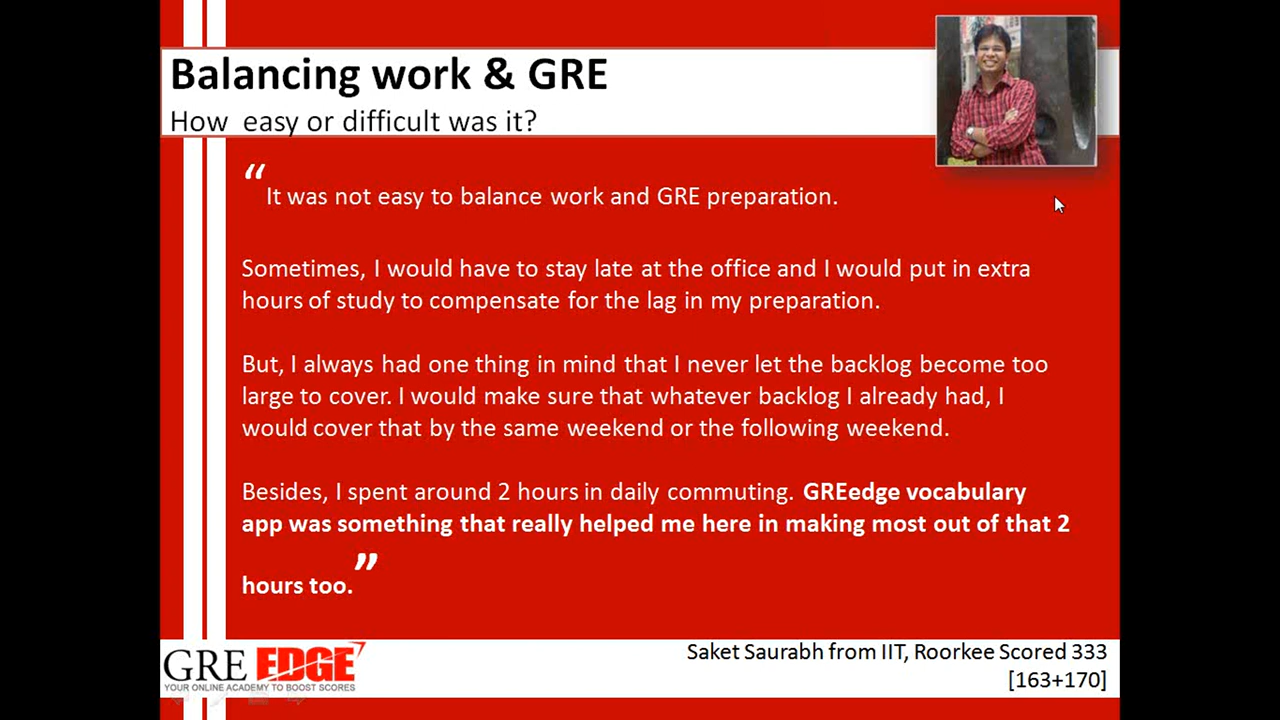 Balancing work & GRE
How  easy or difficult was it?
“It was not easy to balance work and GRE preparation.
Sometimes, I would have to stay late at the office and I would put in extra
hours of study to compensate for the lag in my preparation.
But, I always had one thing in mind that I never let the backlog become too
large to cover. I would make sure that whatever backlog I already had, I
would cover that by the same weekend or the following weekend.
Besides, I spent around 2 hours in daily commuting. GREedge vocabulary
app was something that really helped me here in making most out of that 2
hours too.”
GRE EDGE
YOUR ONLINE ACADEMY TO BOOST SCORES
Saket Saurabh from IIT, Roorkee Scored 333
[163+170]